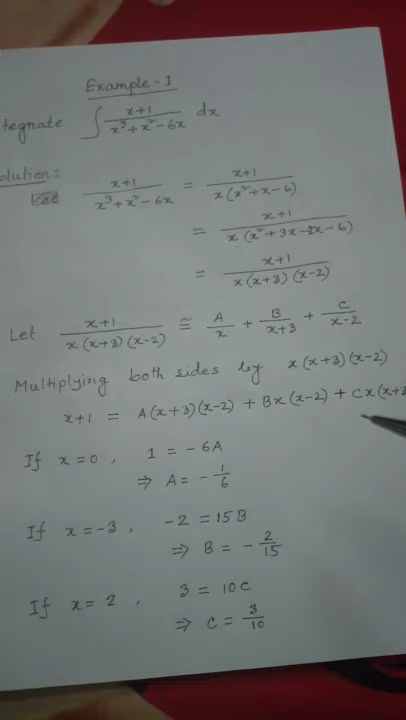 Example-1
tegrate ∫ (x+1)/(x³+x²-6x) dx
olution:
(x+1)/(x³+x²-6x) = (x+1)/(x(x²+x-6))
= (x+1)/(x(x²+3x-2x-6))
= (x+1)/(x(x+3)(x-2))
Let (x+1)/(x(x+3)(x-2)) ≅ A/x + B/(x+3) + C/(x-2)
Multiplying both sides by x(x+3)(x-2)
x+1 = A(x+3)(x-2) + Bx(x-2) + Cx(x+3
If x=0, 1 = -6A
⇒ A = -1/6
If x=-3, -2 = 15B
⇒ B = -2/15
If x=2, 3 = 10C
⇒ C = 3/10